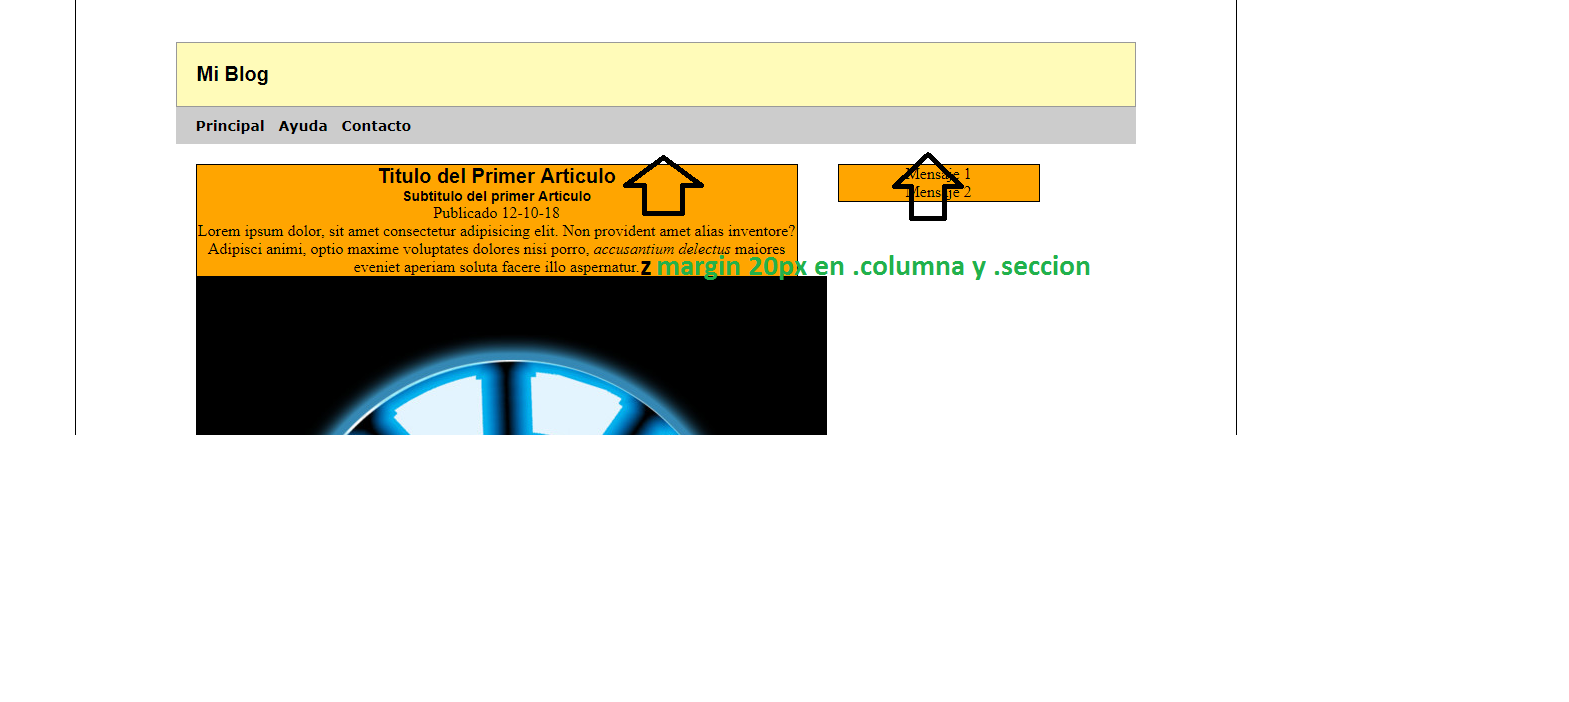 Mi Blog
Principal Ayuda Contacto
Titulo del Primer Articulo
Subtitulo del primer Articulo
Publicado 12-10-18
Lorem ipsum dolor, sit amet consectetur adipisicing elit. Non provident amet alias inventore?
Adipisci animi, optio maxime voluptates dolores nisi porro, accusantium delectus maiores
eveniet aperiam soluta facere illo aspernatur.
Mensaje 1
Mensaje 2
z margin 20px en .columna y .seccion